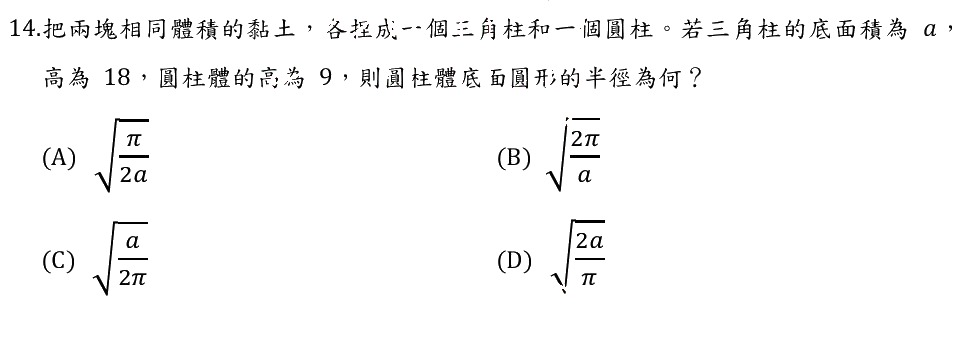 14.把兩塊相同體積的黏土，各捏成一個三角柱和一個圓柱。若三角柱的底面積為 a，
高為 18，圓柱體的高為 9，則圓柱體底面圓形的半徑為何？
(A) √(π/2a) (B) √(2π/a)
(C) √(a/2π) (D) √(2a/π)